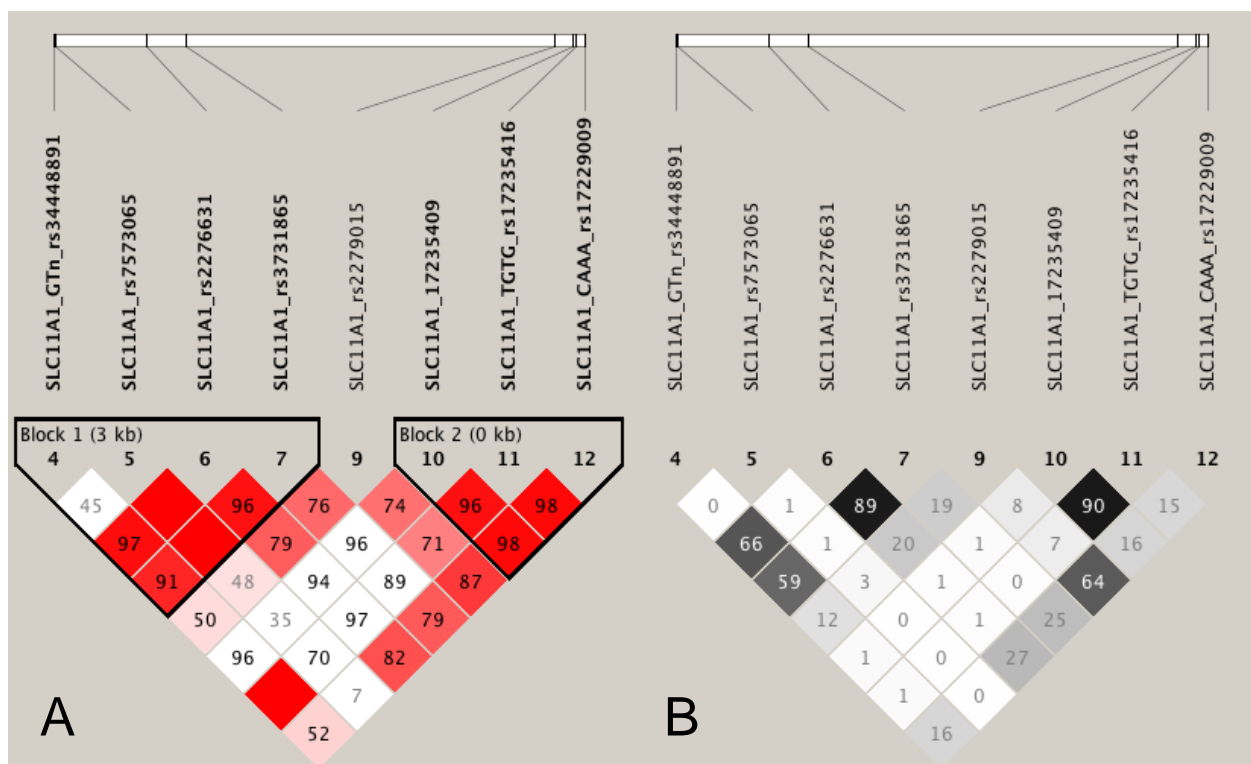 SLC11A1_GTn_rs34448891
SLC11A1_rs7573065
SLC11A1_rs2276631
SLC11A1_rs3731865
SLC11A1_rs2279015
SLC11A1_17235409
SLC11A1_TGTG_rs17235416
SLC11A1_CAAA_rs17229009
Block 1 (3 kb)
Block 2 (0 kb)
4 5 6 7 9 10 11 12
45 96 76 74 96 98
97 79 96 71 98
91 48 94 89 87
50 35 97 79
96 70 82
7
52
A
SLC11A1_GTn_rs34448891
SLC11A1_rs7573065
SLC11A1_rs2276631
SLC11A1_rs3731865
SLC11A1_rs2279015
SLC11A1_17235409
SLC11A1_TGTG_rs17235416
SLC11A1_CAAA_rs17229009
4 5 6 7 9 10 11 12
0 1 89 19 8 90 15
66 1 20 1 7 16
59 3 1 0 64
12 0 1 25
1 0 27
1 0
16
B